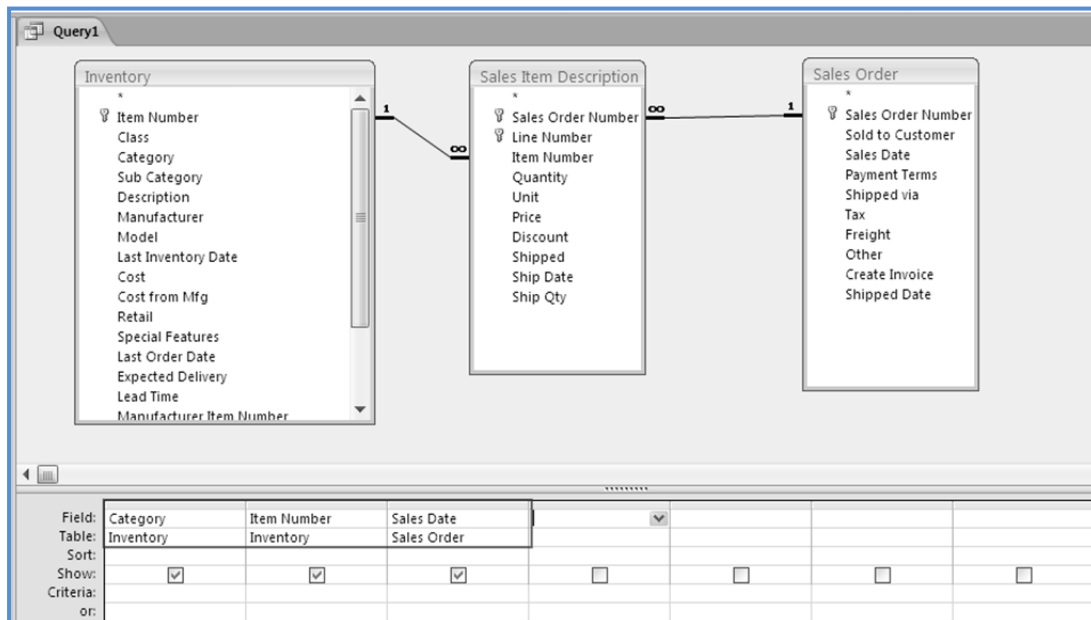 Query1
Inventory
*
Item Number
Class
Category
Sub Category
Description
Manufacturer
Model
Last Inventory Date
Cost
Cost from Mfg
Retail
Special Features
Last Order Date
Expected Delivery
Lead Time
Manufacturer Item Number
1
∞
Sales Item Description
*
Sales Order Number
Line Number
Item Number
Quantity
Unit
Price
Discount
Shipped
Ship Date
Ship Qty
∞
1
Sales Order
*
Sales Order Number
Sold to Customer
Sales Date
Payment Terms
Shipped via
Tax
Freight
Other
Create Invoice
Shipped Date
Field: Category Item Number Sales Date
Table: Inventory Inventory Sales Order
Sort:
Show:
Criteria:
or: